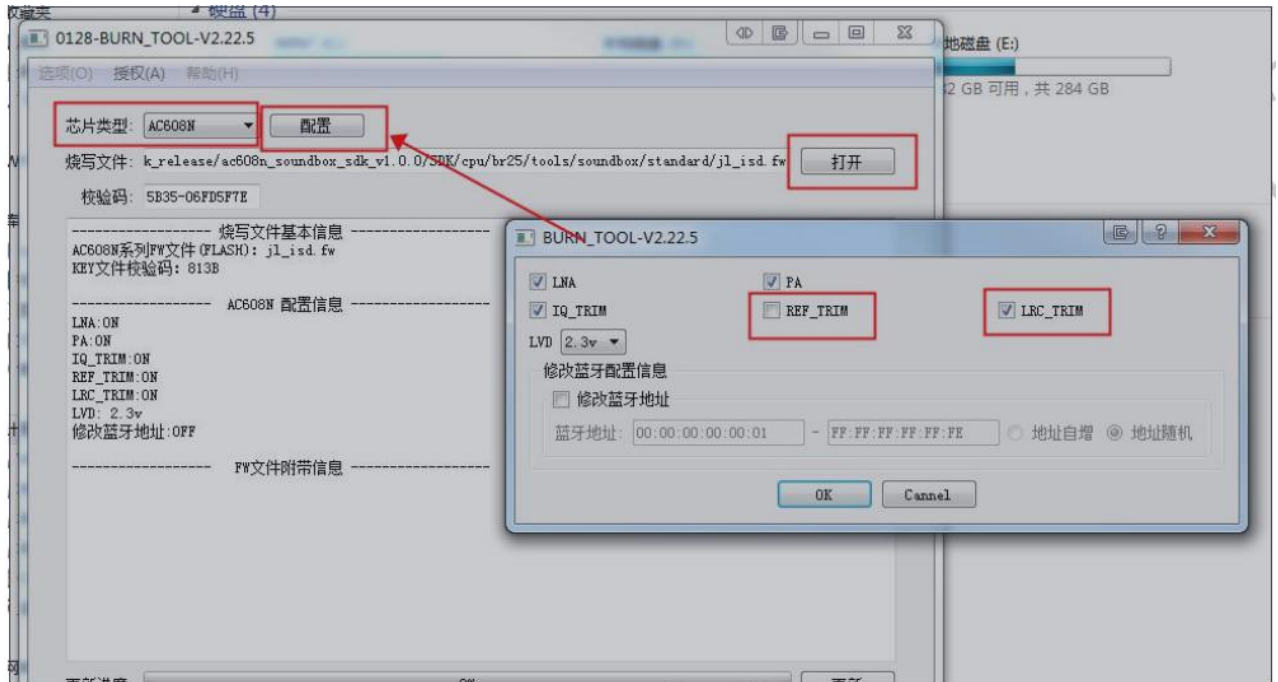 收藏夹
硬盘 (4)
0128-BURN_TOOL-V2.22.5
地磁盘 (E:)
选项(O) 授权(A) 帮助(H)
2 GB 可用，共 284 GB
芯片类型: AC608N 配置
烧写文件: k_release/ac608n_soundbox_sdk_v1.0.0/SDK/cpu/br25/tools/soundbox/standard/jl_isd.fw 打开
校验码: 5B35-06FD5F7E
------------------ 烧写文件基本信息 ------------------
AC608N系列FW文件(FLASH): jl_isd.fw
KEY文件校验码: 813B
------------------ AC608N 配置信息 ------------------
LNA:ON
PA:ON
IQ_TRIM:ON
REF_TRIM:ON
LRC_TRIM:ON
LVD: 2.3v
修改蓝牙地址:OFF
------------------ FW文件附带信息 ------------------
BURN_TOOL-V2.22.5
LNA PA
IQ_TRIM REF_TRIM LRC_TRIM
LVD 2.3v
修改蓝牙配置信息
修改蓝牙地址
蓝牙地址: 00:00:00:00:00:01 - FF:FF:FF:FF:FF:FE 地址自增 地址随机
OK Cannel
更新进度 0% 更新